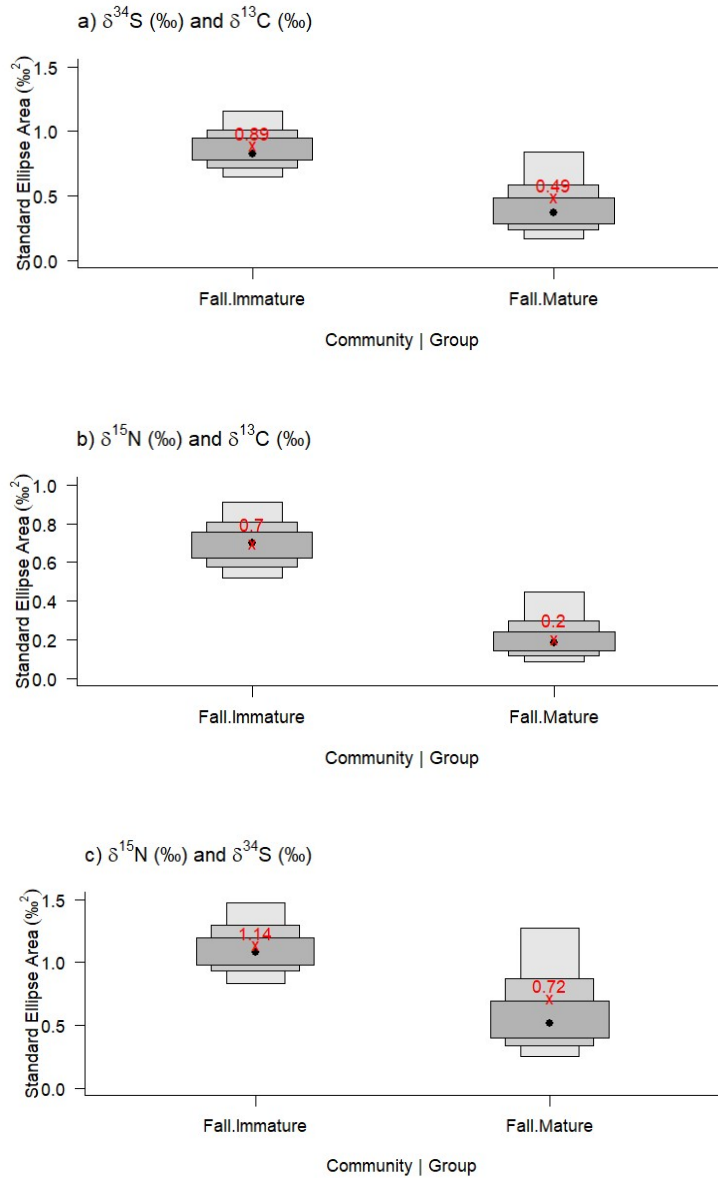 a) δ³⁴S (‰) and δ¹³C (‰)
Standard Ellipse Area (‰²)
1.5
1.0
0.5
0.0
0.89
x
0.49
x
Fall.Immature Fall.Mature
Community | Group
b) δ¹⁵N (‰) and δ¹³C (‰)
Standard Ellipse Area (‰²)
1.0
0.8
0.6
0.4
0.2
0.0
0.7
x
0.2
x
Fall.Immature Fall.Mature
Community | Group
c) δ¹⁵N (‰) and δ³⁴S (‰)
Standard Ellipse Area (‰²)
1.5
1.0
0.5
0.0
1.14
x
0.72
x
Fall.Immature Fall.Mature
Community | Group